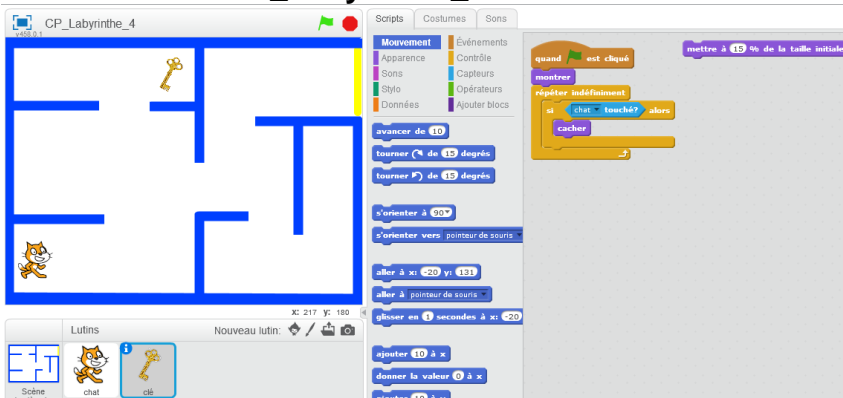 CP_Labyrinthe_4
v458.0.1
X: 217 Y: 180
Lutins
Nouveau lutin:
Scène
chat
clé
Scripts
Costumes
Sons
Mouvement
Apparence
Sons
Stylo
Données
Événements
Contrôle
Capteurs
Opérateurs
Ajouter blocs
avancer de 10
tourner de 15 degrés
tourner de 15 degrés
s'orienter à 90
s'orienter vers pointeur de souris
aller à x: -20 y: 131
aller à pointeur de souris
glisser en 1 secondes à x: -20
ajouter 10 à x
donner la valeur 0 à x
ajouter 10 à y
quand est cliqué
montrer
répéter indéfiniment
si chat touché? alors
cacher
mettre à 15 % de la taille initiale